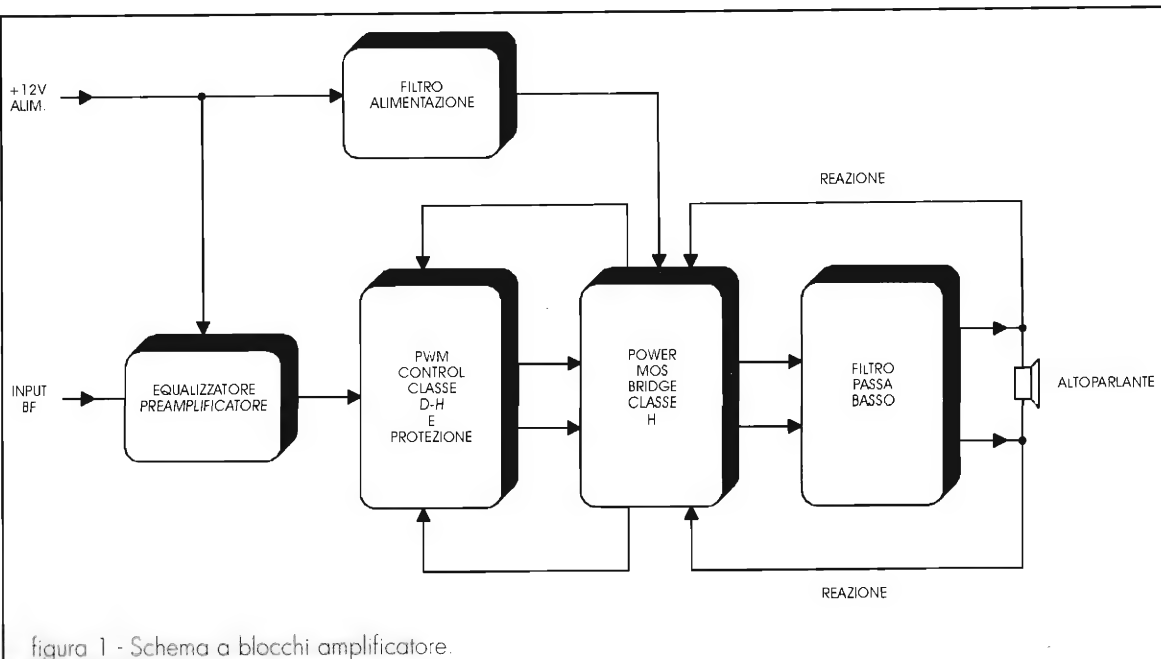 +12V
ALIM.
FILTRO
ALIMENTAZIONE
REAZIONE
INPUT
BF
EQUALIZZATORE
PREAMPLIFICATORE
PWM
CONTROL
CLASSE
D-H
E
PROTEZIONE
POWER
MOS
BRIDGE
CLASSE
H
FILTRO
PASSA
BASSO
ALTOPARLANTE
REAZIONE
figura 1 - Schema a blocchi amplificatore.